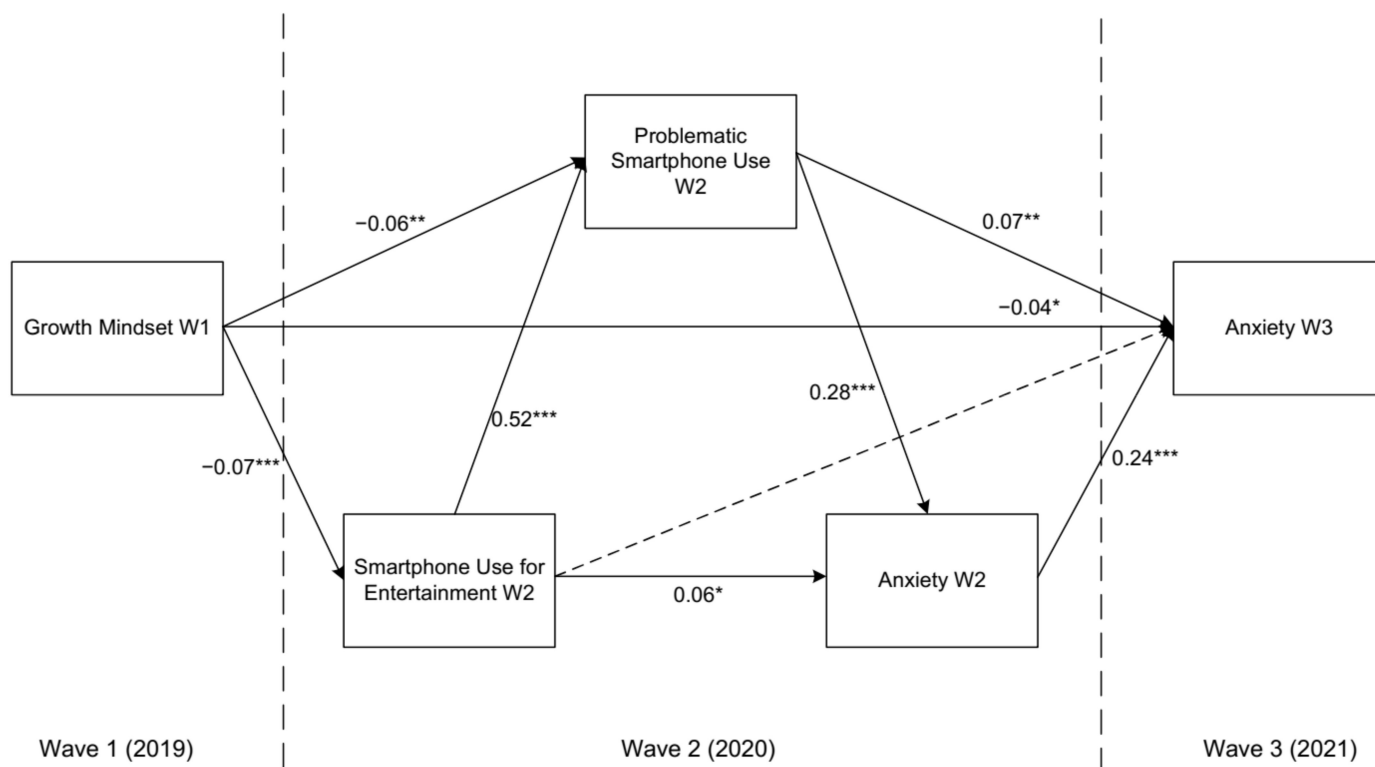 Problematic
Smartphone Use
W2
−0.06**
0.07**
Growth Mindset W1
−0.04*
Anxiety W3
0.52***
0.28***
−0.07***
0.24***
Smartphone Use for
Entertainment W2
0.06*
Anxiety W2
Wave 1 (2019)
Wave 2 (2020)
Wave 3 (2021)